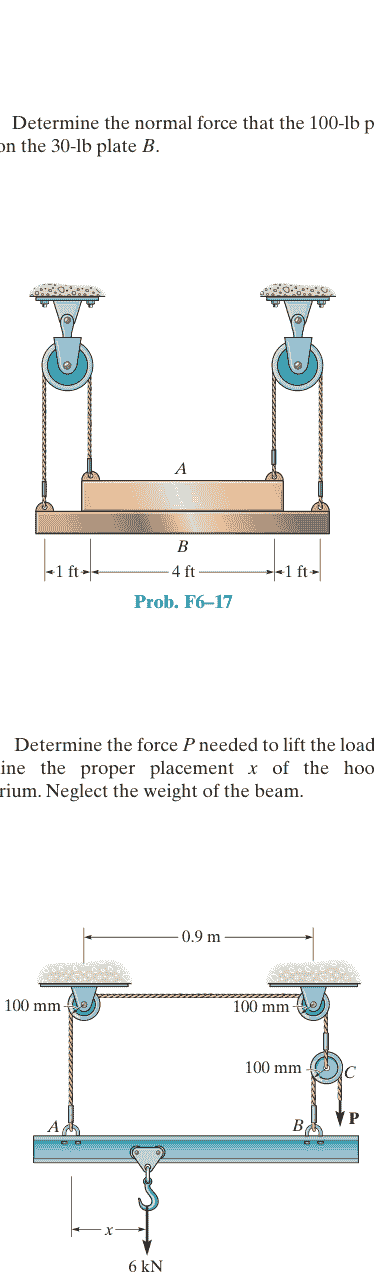 Determine the normal force that the 100-lb p
on the 30-lb plate B.
A
B
1 ft
4 ft
1 ft
Prob. F6–17
Determine the force P needed to lift the load
ine the proper placement x of the hoo
rium. Neglect the weight of the beam.
0.9 m
100 mm
100 mm
100 mm
C
P
A
B
x
6 kN